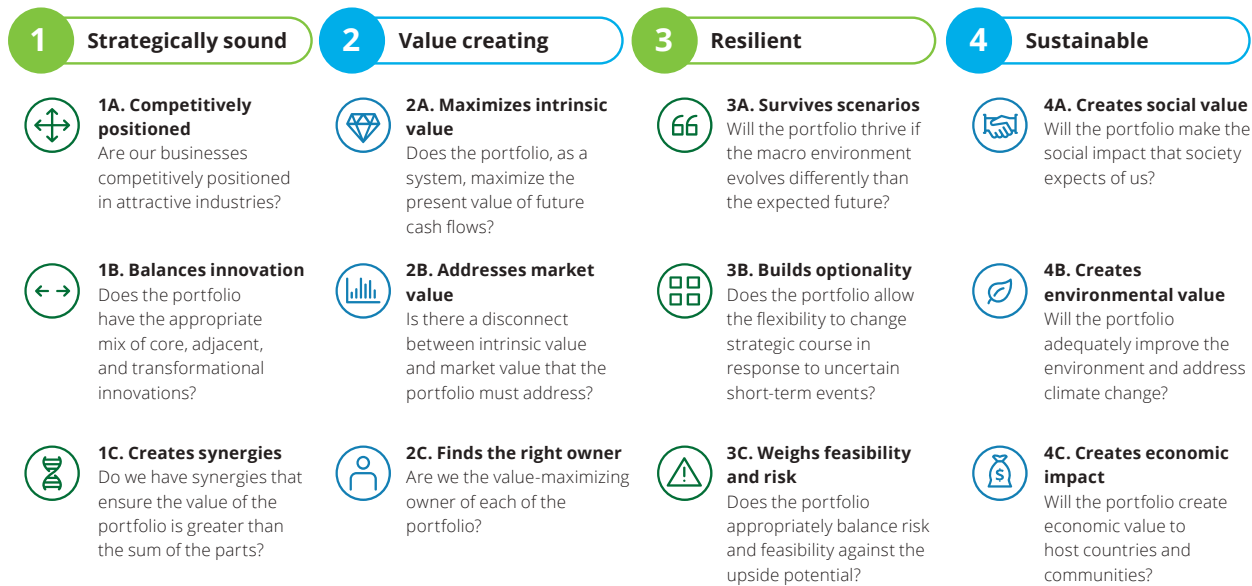 1 Strategically sound
1A. Competitively
positioned
Are our businesses
competitively positioned
in attractive industries?
1B. Balances innovation
Does the portfolio
have the appropriate
mix of core, adjacent,
and transformational
innovations?
1C. Creates synergies
Do we have synergies that
ensure the value of the
portfolio is greater than
the sum of the parts?
2 Value creating
2A. Maximizes intrinsic
value
Does the portfolio, as a
system, maximize the
present value of future
cash flows?
2B. Addresses market
value
Is there a disconnect
between intrinsic value
and market value that the
portfolio must address?
2C. Finds the right owner
Are we the value-maximizing
owner of each of the
portfolio?
3 Resilient
3A. Survives scenarios
Will the portfolio thrive if
the macro environment
evolves differently than
the expected future?
3B. Builds optionality
Does the portfolio allow
the flexibility to change
strategic course in
response to uncertain
short-term events?
3C. Weighs feasibility
and risk
Does the portfolio
appropriately balance risk
and feasibility against the
upside potential?
4 Sustainable
4A. Creates social value
Will the portfolio make the
social impact that society
expects of us?
4B. Creates
environmental value
Will the portfolio
adequately improve the
environment and address
climate change?
$
4C. Creates economic
impact
Will the portfolio create
economic value to
host countries and
communities?